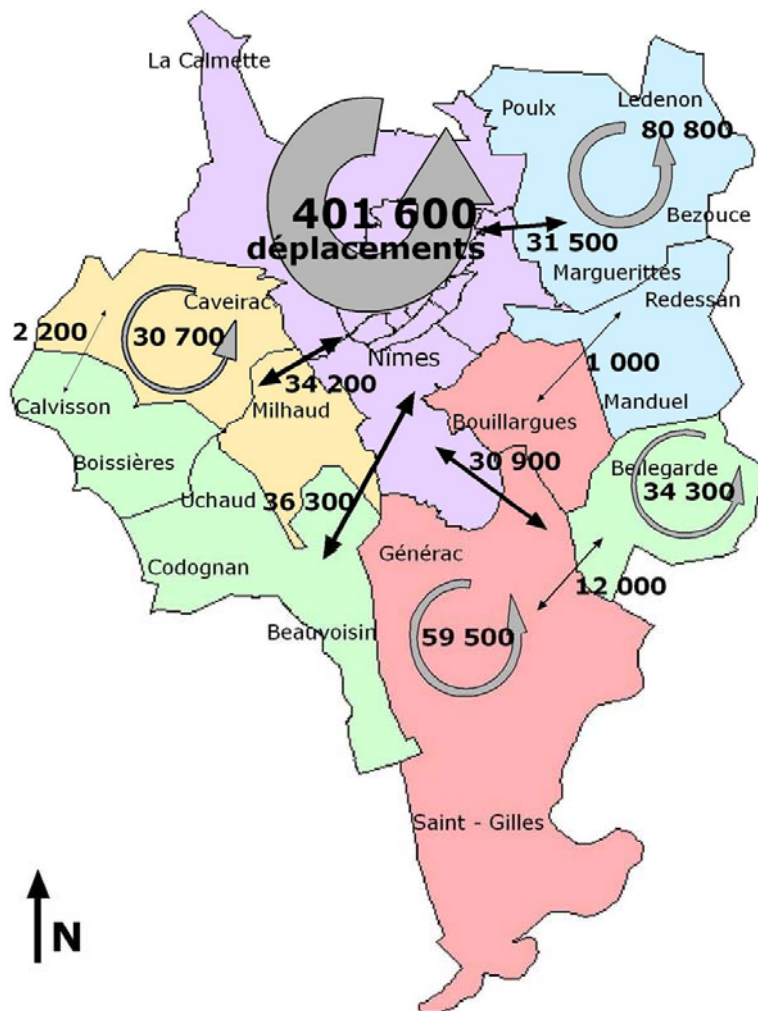 La Calmette
Poulx
Ledenon
80 800
401 600
déplacements
Bezouce
31 500
Marguerittes
Redessan
Caveirac
2 200
30 700
Nimes
34 200
1 000
Calvisson
Milhaud
Bouillargues
Manduel
Boissières
30 900
Bellegarde
Uchaud
36 300
34 300
Générac
Codognan
12 000
Beauvoisin
59 500
Saint - Gilles
N